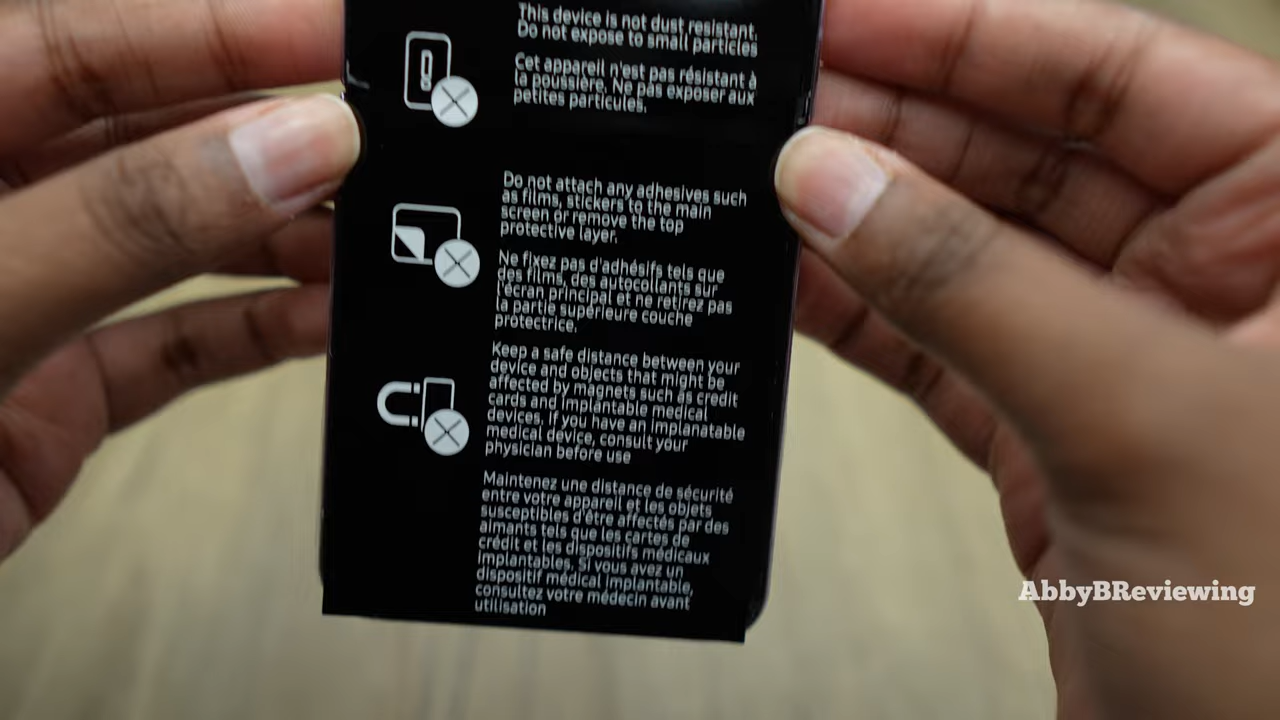 This device is not dust resistant.
Do not expose to small particles
Cet appareil n'est pas résistant à
la poussière. Ne pas exposer aux
petites particules.
Do not attach any adhesives such
as films, stickers to the main
screen or remove the top
protective layer.
Ne fixez pas d'adhésifs tels que
des films, des autocollants sur
l'écran principal et ne retirez pas
la partie supérieure couche
protectrice.
Keep a safe distance between your
device and objects that might be
affected by magnets such as credit
cards and implantable medical
devices. If you have an implanatable
medical device, consult your
physician before use
Maintenez une distance de sécurité
entre votre appareil et les objets
susceptibles d'être affectés par des
aimants tels que les cartes de
crédit et les dispositifs médicaux
implantables. Si vous avez un
dispositif médical implantable,
consultez votre médecin avant
utilisation
AbbyBReviewing